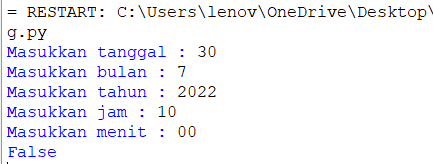 = RESTART: C:\Users\lenov\OneDrive\Desktop\
g.py
Masukkan tanggal : 30
Masukkan bulan : 7
Masukkan tahun : 2022
Masukkan jam : 10
Masukkan menit : 00
False